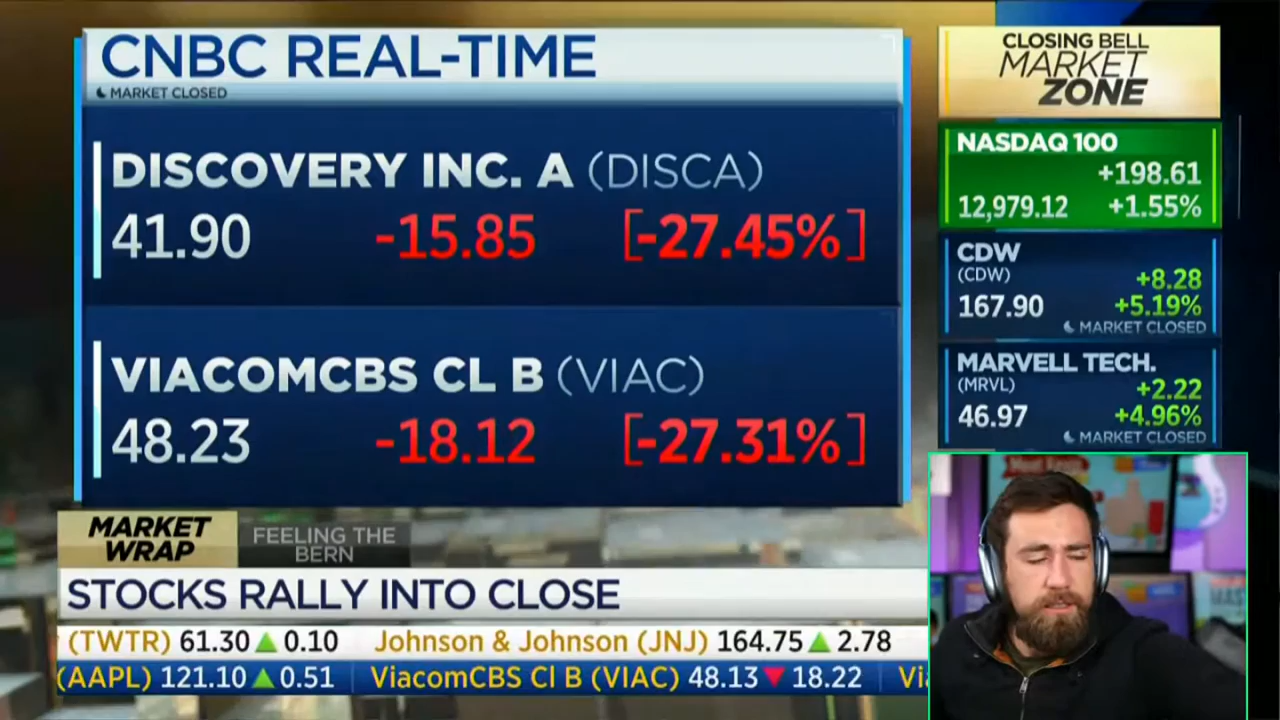 CNBC REAL-TIME
MARKET CLOSED
DISCOVERY INC. A (DISCA)
41.90 -15.85 [-27.45%]
VIACOMCBS CL B (VIAC)
48.23 -18.12 [-27.31%]
CLOSING BELL
MARKET
ZONE
NASDAQ 100
+198.61
12,979.12 +1.55%
CDW
(CDW) +8.28
167.90 +5.19%
MARKET CLOSED
MARVELL TECH.
(MRVL) +2.22
46.97 +4.96%
MARKET CLOSED
MARKET
WRAP
FEELING THE
BERN
STOCKS RALLY INTO CLOSE
(TWTR) 61.30 ▲ 0.10 Johnson & Johnson (JNJ) 164.75 ▲ 2.78
(AAPL) 121.10 ▲ 0.51 ViacomCBS Cl B (VIAC) 48.13 ▼ 18.22 Vi